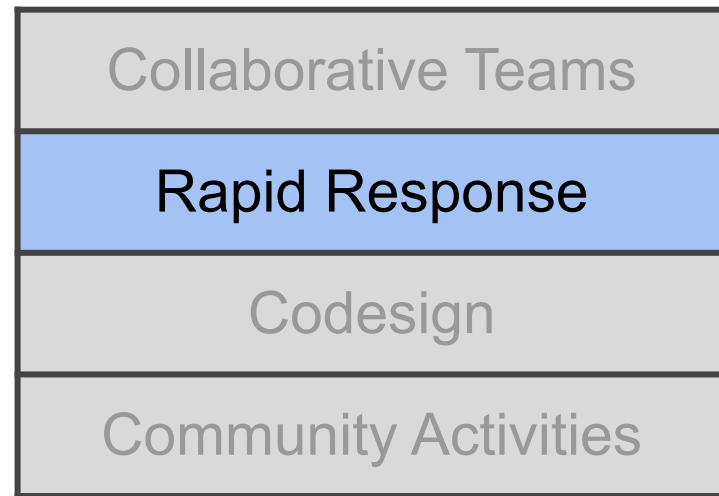 Collaborative Teams
Rapid Response
Codesign
Community Activities